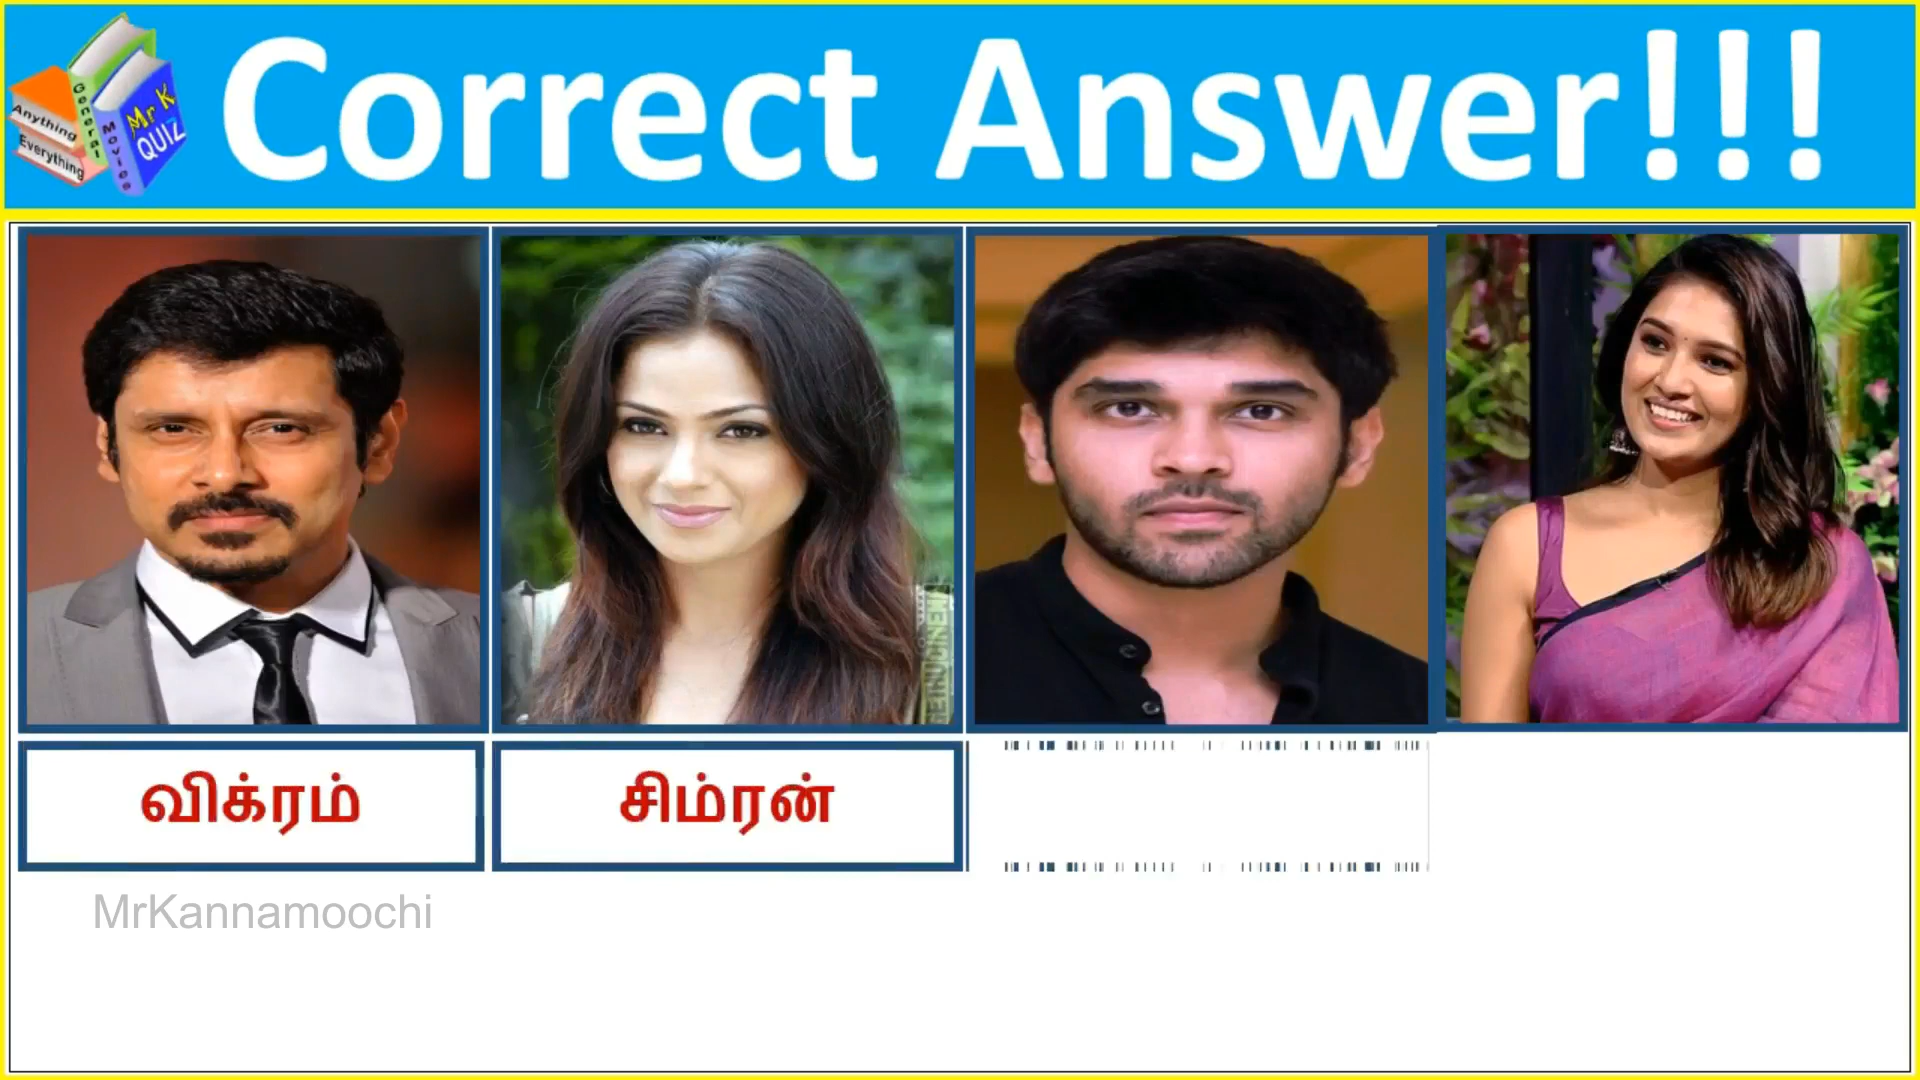 Correct Answer!!!
Anything
Everything
General
Movies
Mr K
QUIZ
விக்ரம்
சிம்ரன்
MrKannamoochi